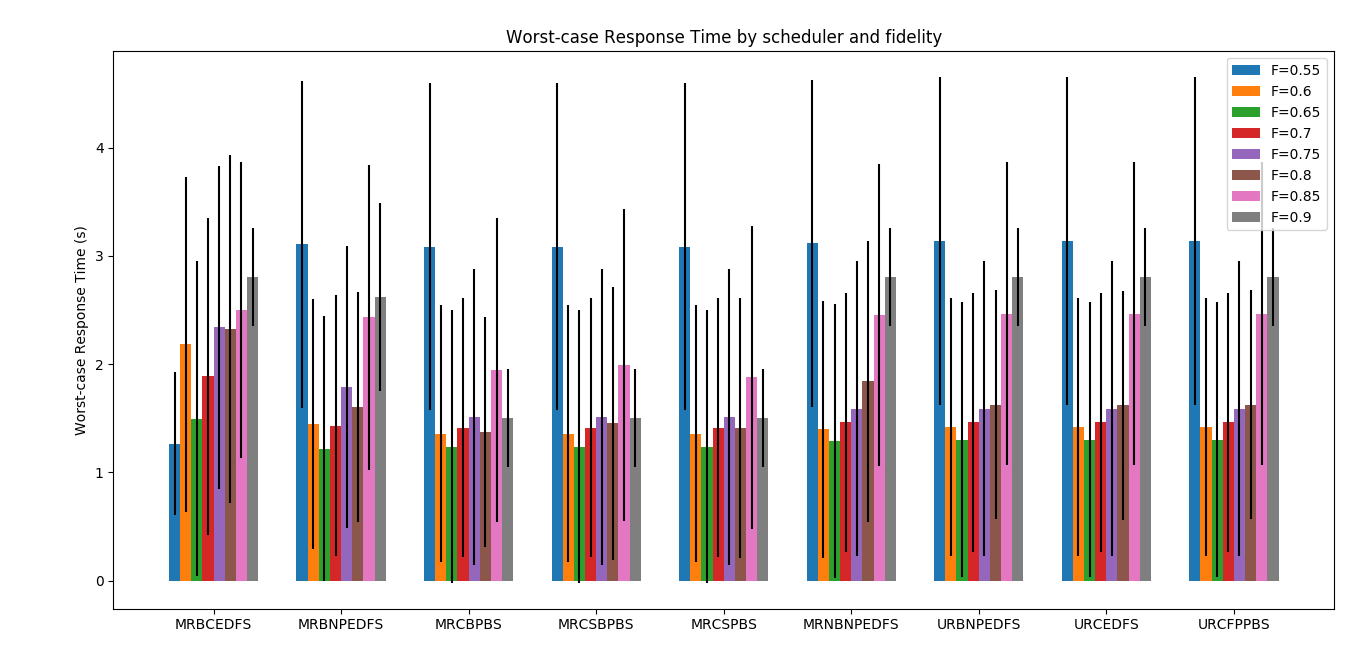 Worst-case Response Time by scheduler and fidelity
Worst-case Response Time (s)
4
3
2
1
0
F=0.55
F=0.6
F=0.65
F=0.7
F=0.75
F=0.8
F=0.85
F=0.9
MRBCEDFS
MRBNPEDFS
MRCBPBS
MRCSBPBS
MRCSPBS
MRNBNPEDFS
URBNPEDFS
URCEDFS
URCFPPBS